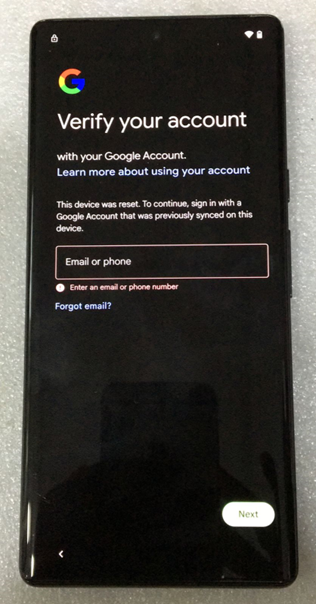 Verify your account
with your Google Account.
Learn more about using your account
This device was reset. To continue, sign in with a
Google Account that was previously synced on this
device.
Email or phone
Enter an email or phone number
Forgot email?
Next